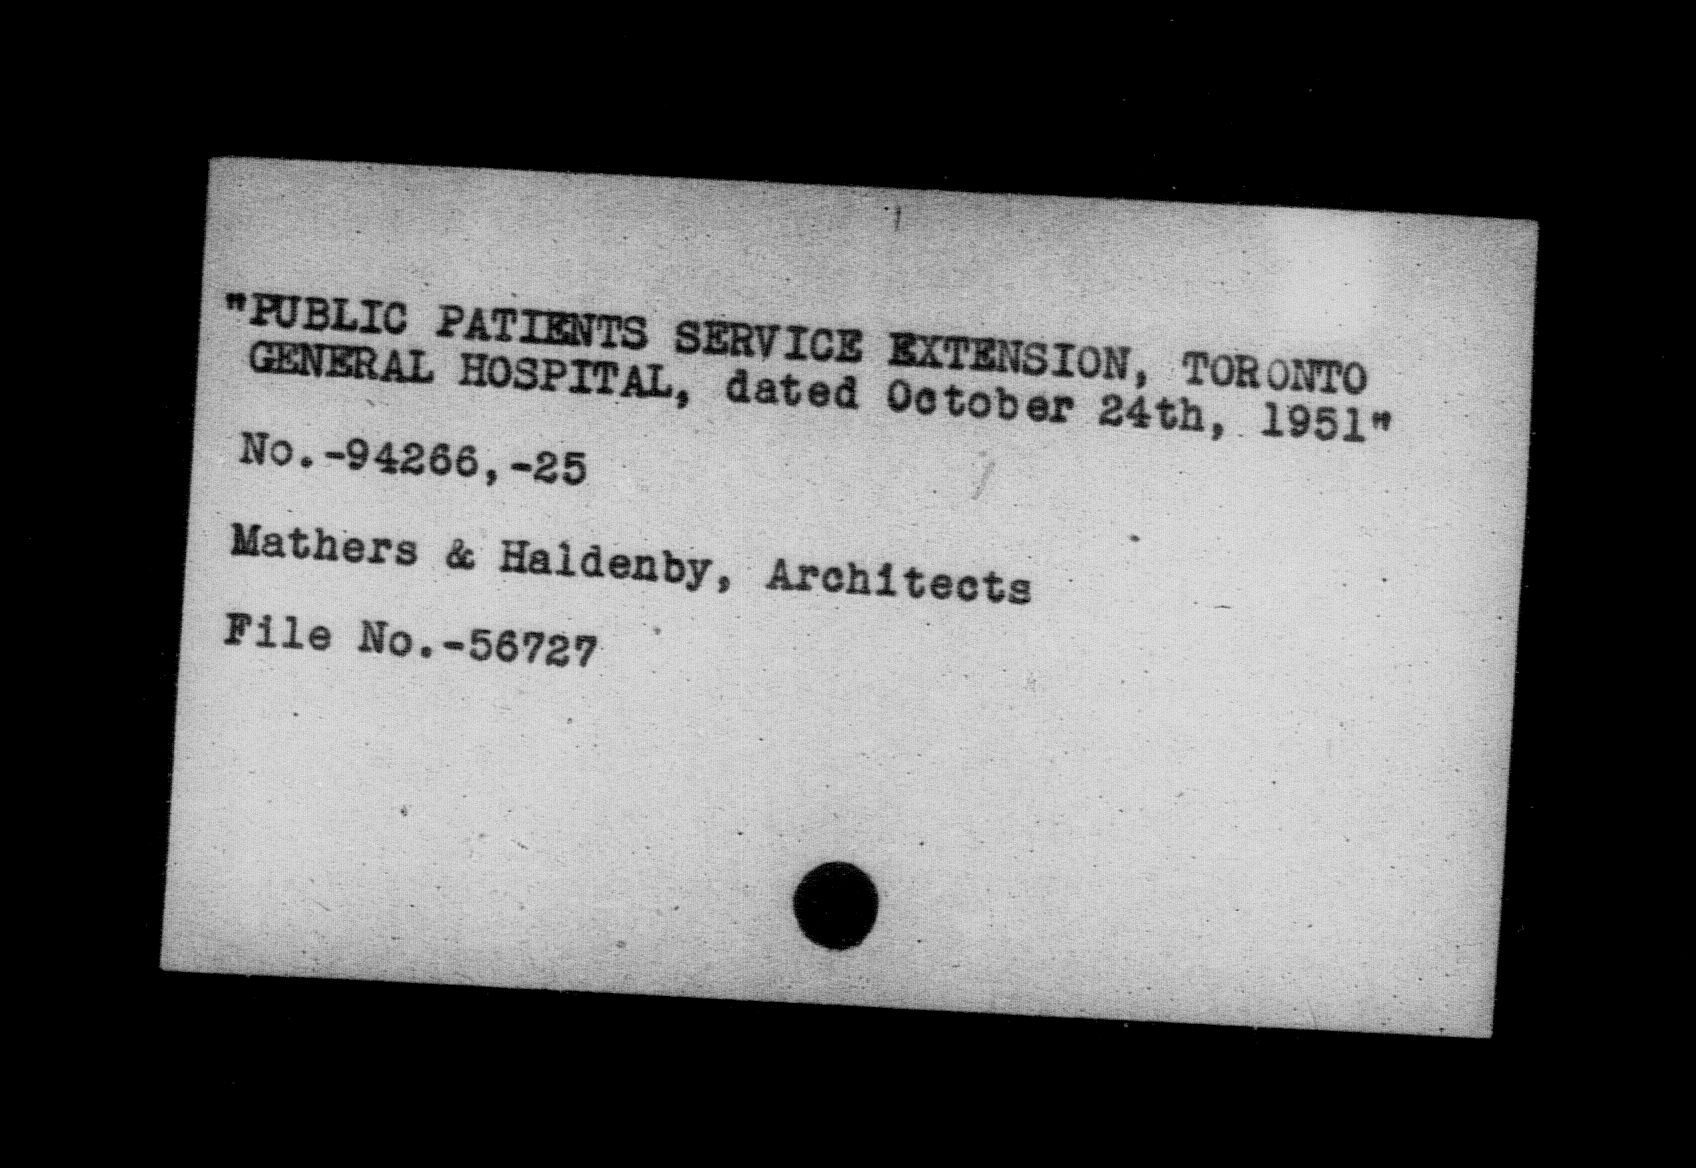 "PUBLIC PATIENTS SERVICE EXTENSION, TORONTO
GENERAL HOSPITAL, dated October 24th, 1951"
No.-94266,-25
Mathers & Haldenby, Architects
File No.-56727